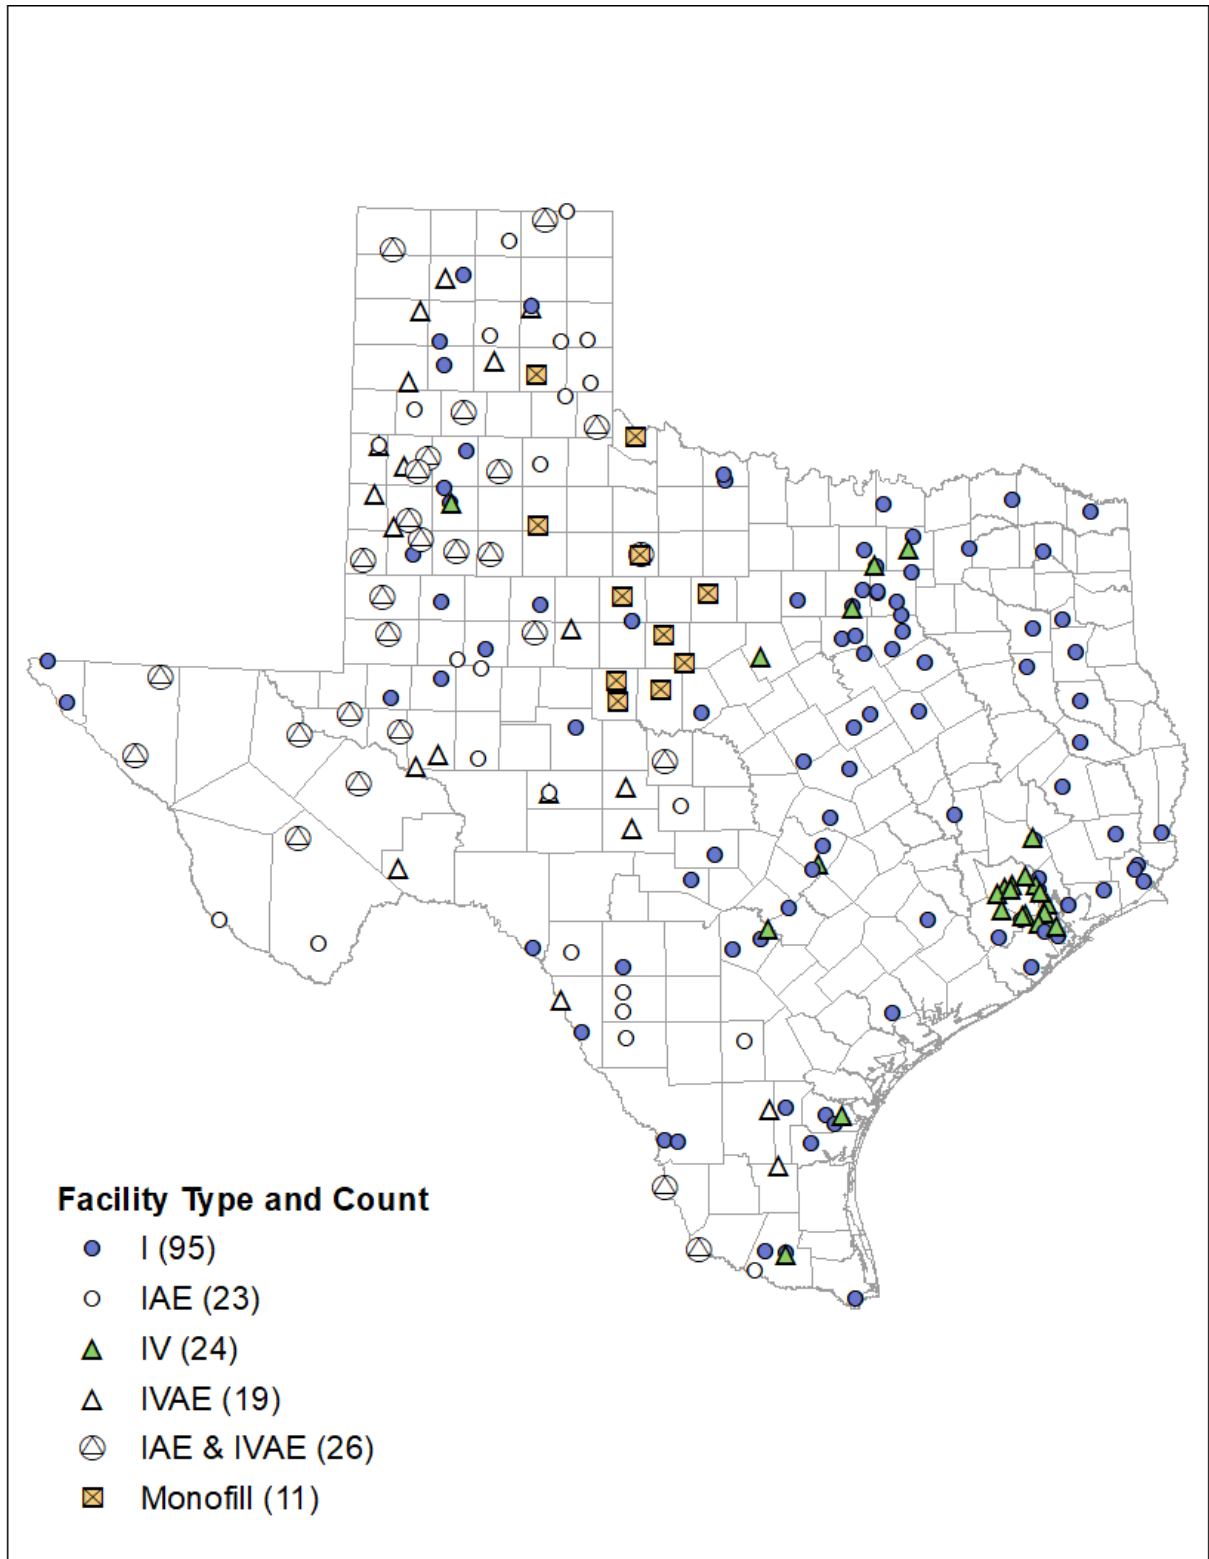 Facility Type and Count
I (95)
IAE (23)
IV (24)
IVAE (19)
IAE & IVAE (26)
Monofill (11)